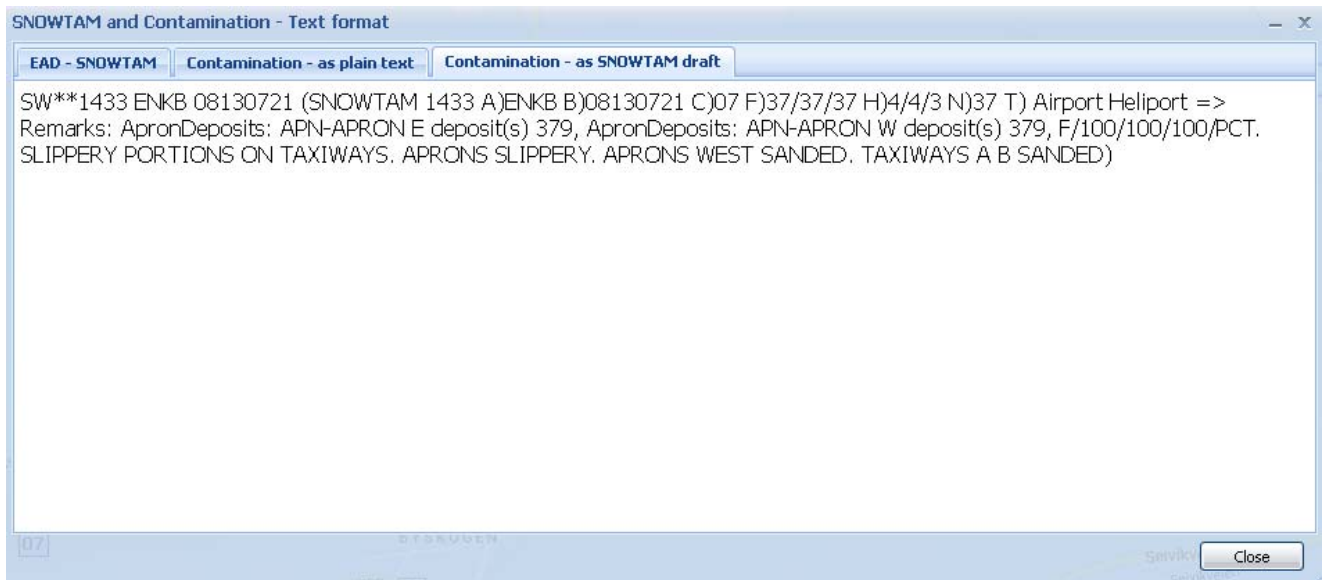 SNOWTAM and Contamination - Text format
EAD - SNOWTAM Contamination - as plain text Contamination - as SNOWTAM draft
SW**1433 ENKB 08130721 (SNOWTAM 1433 A)ENKB B)08130721 C)07 F)37/37/37 H)4/4/3 N)37 T) Airport Heliport =>
Remarks: ApronDeposits: APN-APRON E deposit(s) 379, ApronDeposits: APN-APRON W deposit(s) 379, F/100/100/100/PCT.
SLIPPERY PORTIONS ON TAXIWAYS. APRONS SLIPPERY. APRONS WEST SANDED. TAXIWAYS A B SANDED)
07
BYSKOGEN
Close